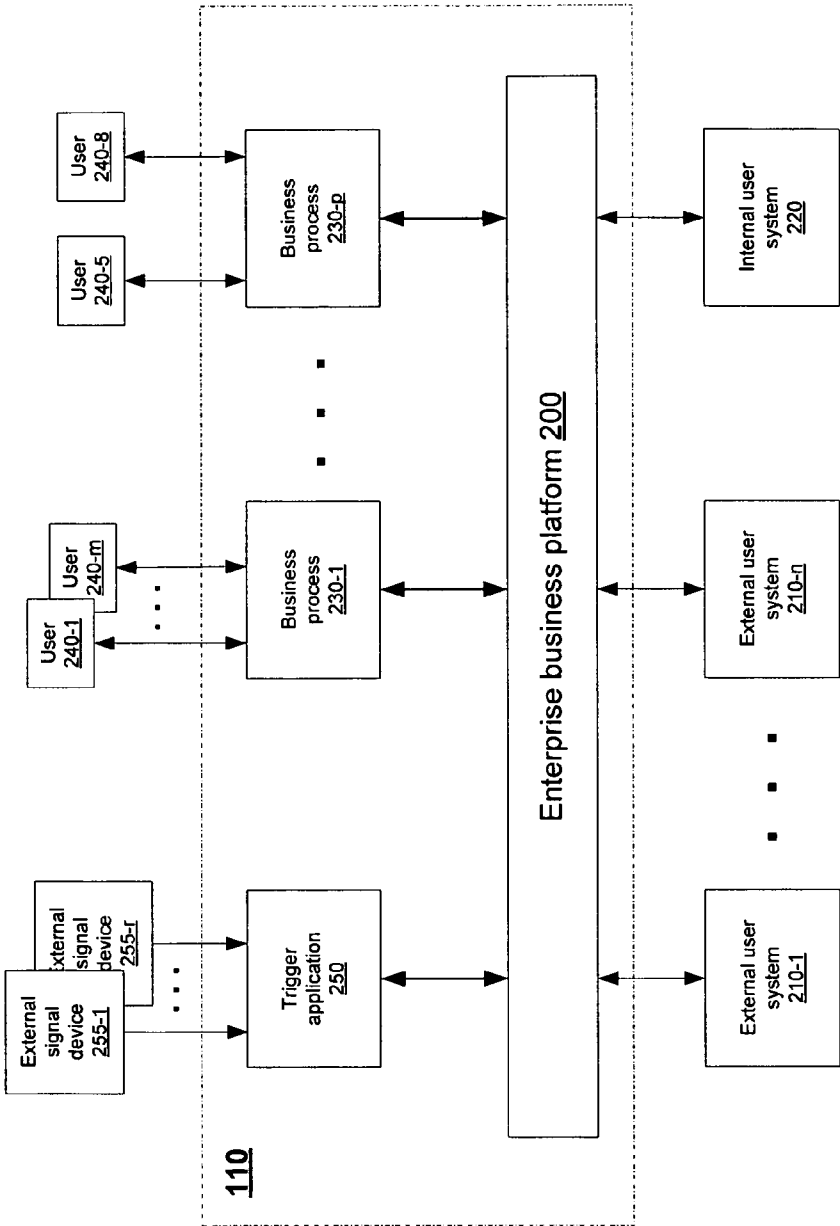 External
signal
device
255-1
xternal
signal
device
255-r
User
240-1
User
240-m
User
240-5
User
240-8
110
Trigger
application
250
Business
process
230-1
Business
process
230-p
Enterprise business platform 200
External user
system
210-1
External user
system
210-n
Internal user
system
220